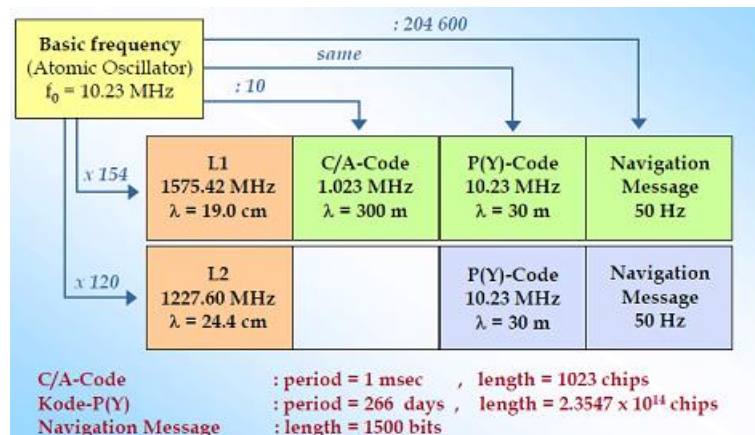 : 204 600
Basic frequency
(Atomic Oscillator)
f₀ = 10.23 MHz
same
: 10
x 154
L1
1575.42 MHz
λ = 19.0 cm
C/A-Code
1.023 MHz
λ = 300 m
P(Y)-Code
10.23 MHz
λ = 30 m
Navigation
Message
50 Hz
x 120
L2
1227.60 MHz
λ = 24.4 cm
P(Y)-Code
10.23 MHz
λ = 30 m
Navigation
Message
50 Hz
C/A-Code : period = 1 msec , length = 1023 chips
Kode-P(Y) : period = 266 days , length = 2.3547 x 10¹⁴ chips
Navigation Message : length = 1500 bits